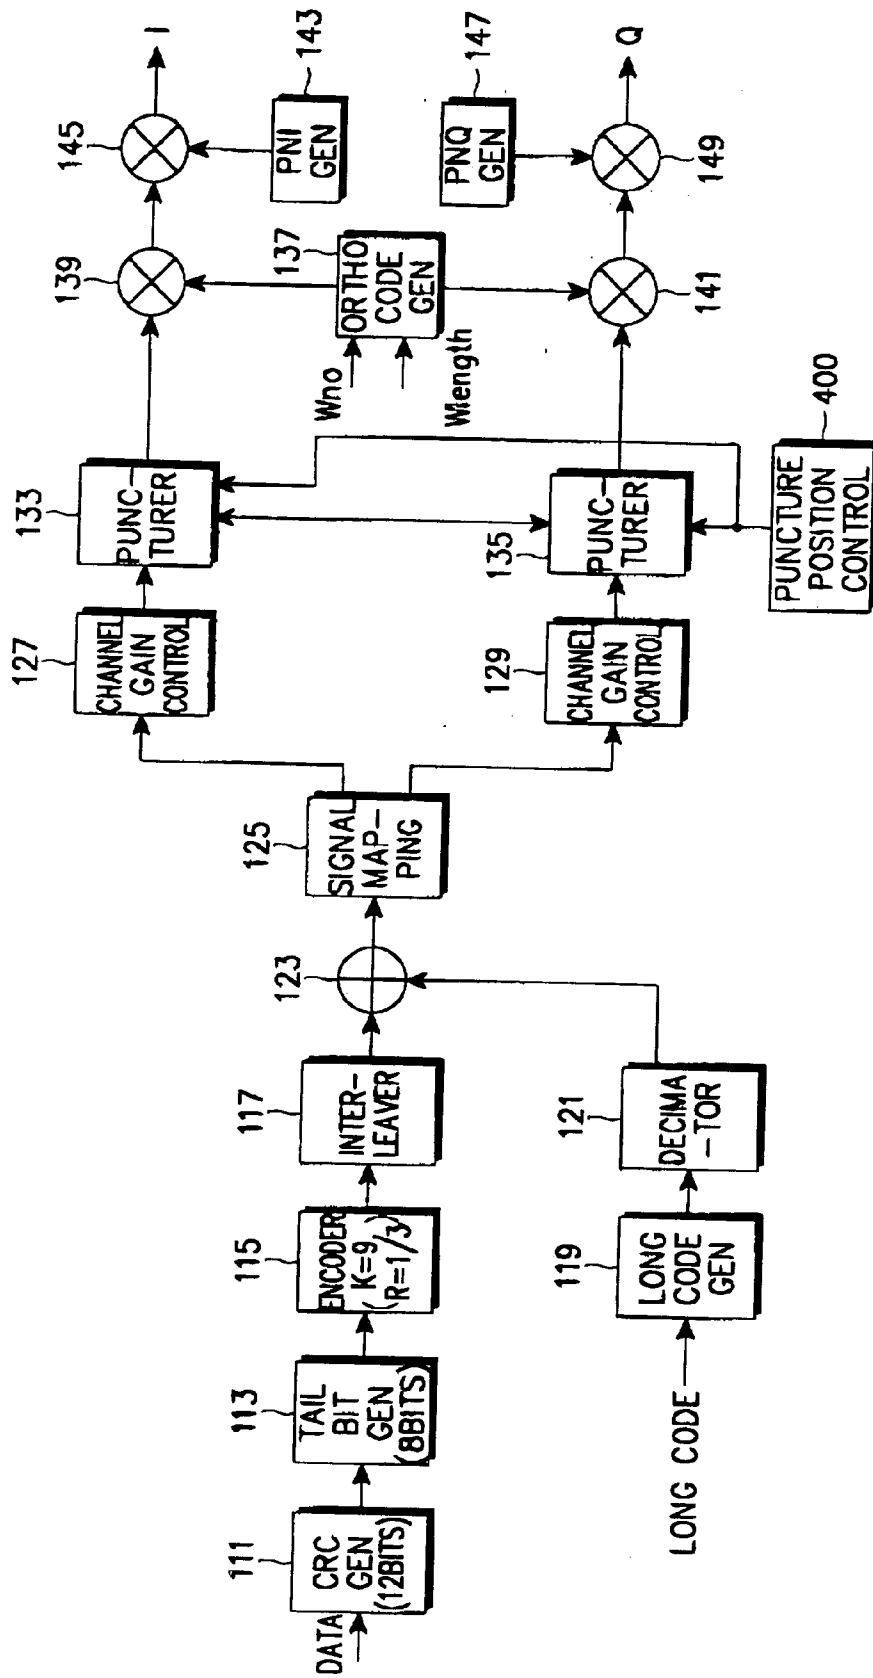 DATA
111
CRC
GEN
(12BITS)
113
TAIL
BIT
GEN
(8BITS)
115
ENCODER
(K=9
R=1/3)
117
INTER-
LEAVER
LONG CODE
119
LONG
CODE
GEN
121
DECIMA
-TOR
123
125
SIGNAL
MAP-
PING
127
CHANNEL
GAIN
CONTROL
129
CHANNEL
GAIN
CONTROL
133
PUNC-
TURER
135
PUNC-
TURER
400
PUNCTURE
POSITION
CONTROL
Wno
Wlength
137
ORTHO
CODE
GEN
139
141
143
PNI
GEN
145
147
PNQ
GEN
149
I
Q